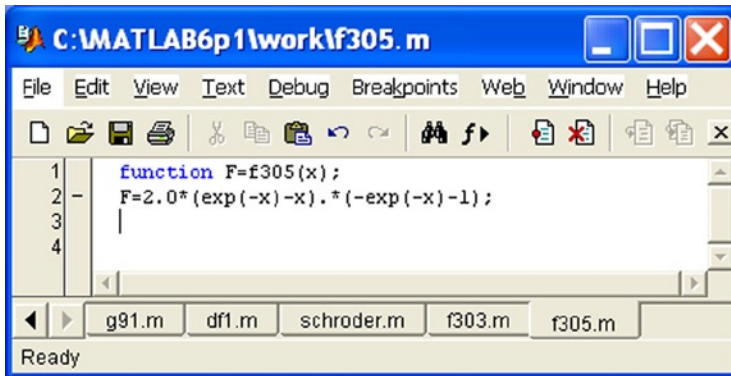 C:\MATLAB6p1\work\f305.m
File Edit View Text Debug Breakpoints Web Window Help
1 function F=f305(x);
2 - F=2.0*(exp(-x)-x).*(-exp(-x)-1);
3
4
g91.m df1.m schroder.m f303.m f305.m
Ready